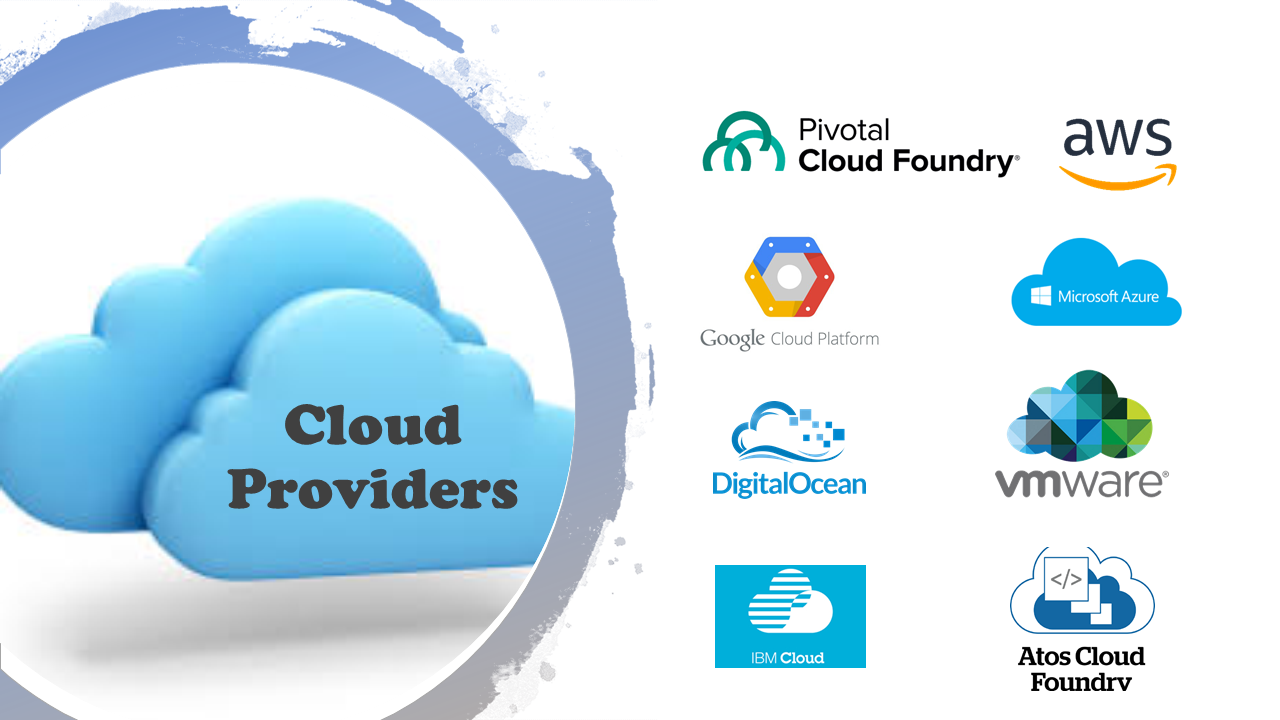 Cloud
Providers
Pivotal
Cloud Foundry®
aws
Google Cloud Platform
Microsoft Azure
DigitalOcean
vmware®
IBM Cloud
</>
Atos Cloud
Foundry